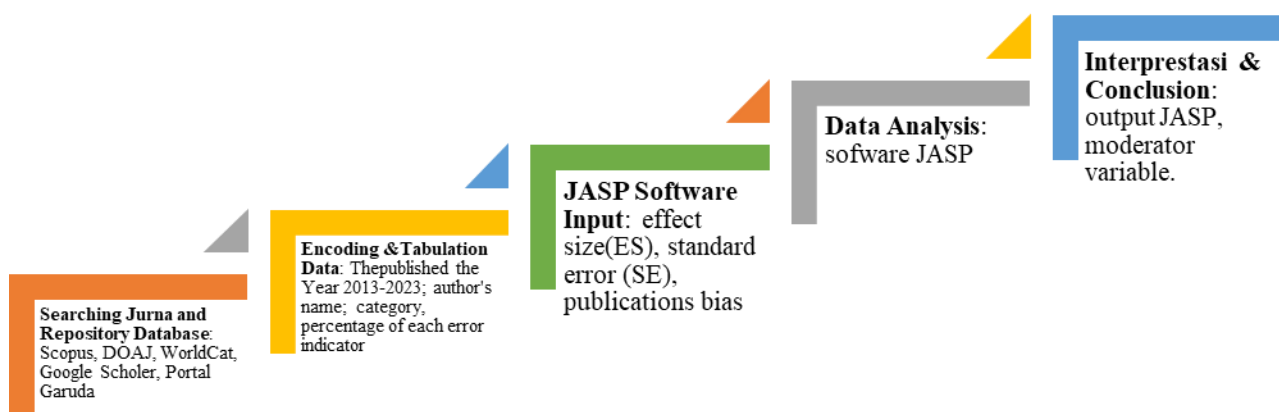 Searching Jurna and
Repository Database:
Scopus, DOAJ, WorldCat,
Google Scholer, Portal
Garuda
Encoding &Tabulation
Data: Thepublished the
Year 2013-2023; author's
name; category,
percentage of each error
indicator
JASP Software
Input: effect
size(ES), standard
error (SE),
publications bias
Data Analysis:
sofware JASP
Interprestasi &
Conclusion:
output JASP,
moderator
variable.